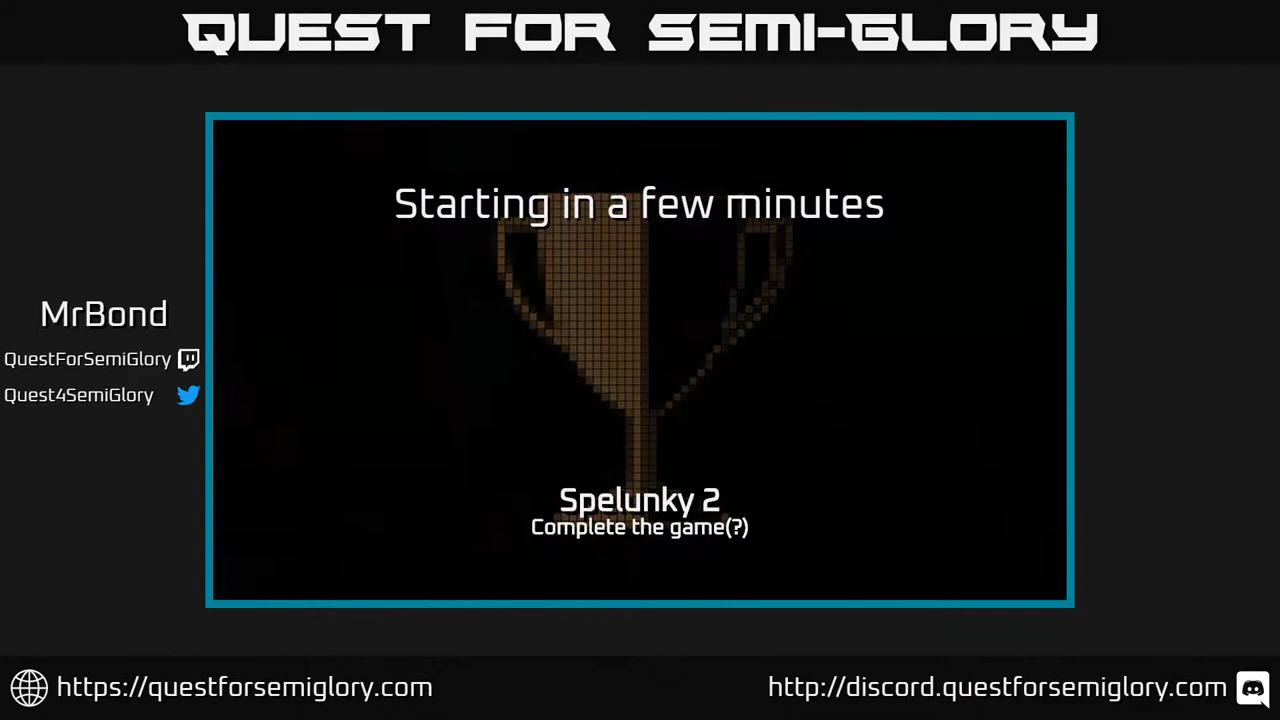 QUEST FOR SEMI-GLORY
Starting in a few minutes
MrBond
QuestForSemiGlory
Quest4SemiGlory
Spelunky 2
Complete the game(?)
https://questforsemiglory.com
http://discord.questforsemiglory.com